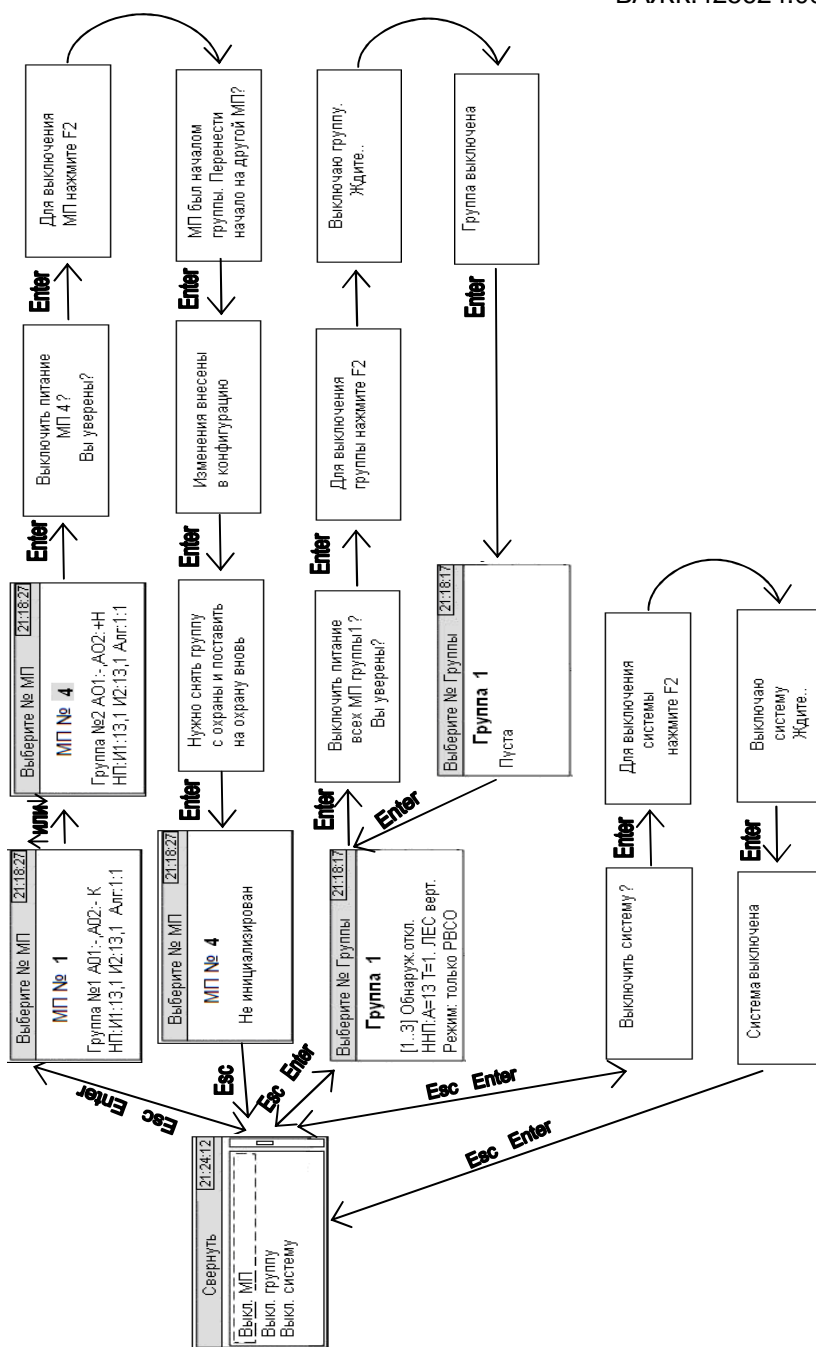 Свернуть 21:24:12
Выкл. МП
Выкл. группу
Выкл. систему
Esc Enter
Выберите № МП 21:18:27
МП № 1
Группа №1 АО1:-,АО2:- К
НП:И1:13,1 И2:13,1 Алг:1:1
или
Выберите № МП 21:18:27
МП № 4
Группа №2 АО1:-,АО2:+Н
НП:И1:13,1 И2:13,1 Алг:1:1
Enter
Выключить питание
МП 4?
Вы уверены?
Enter
Для выключения
МП нажмите F2
МП был началом
группы. Перенести
начало на другой МП?
Enter
Изменения внесены
в конфигурацию
Enter
Нужно снять группу
с охраны и поставить
на охрану вновь
Enter
Выберите № МП 21:18:27
МП № 4
Не инициализирован
Esc
Esc Enter
Выберите № Группы 21:18:17
Группа 1
[1..3] Обнаруж.откл.
ННП:А=13 Т=1. ЛЕС верт.
Режим: только РВСО
Enter
Выключить питание
всех МП группы1?
Вы уверены?
Enter
Для выключения
группы нажмите F2
Выключаю группу.
Ждите..
Группа выключена
Enter
Выберите № Группы 21:18:17
Группа 1
Пуста
Enter
Esc Enter
Выключить систему?
Enter
Для выключения
системы
нажмите F2
Выключаю
систему
Ждите..
Enter
Система выключена
Esc Enter